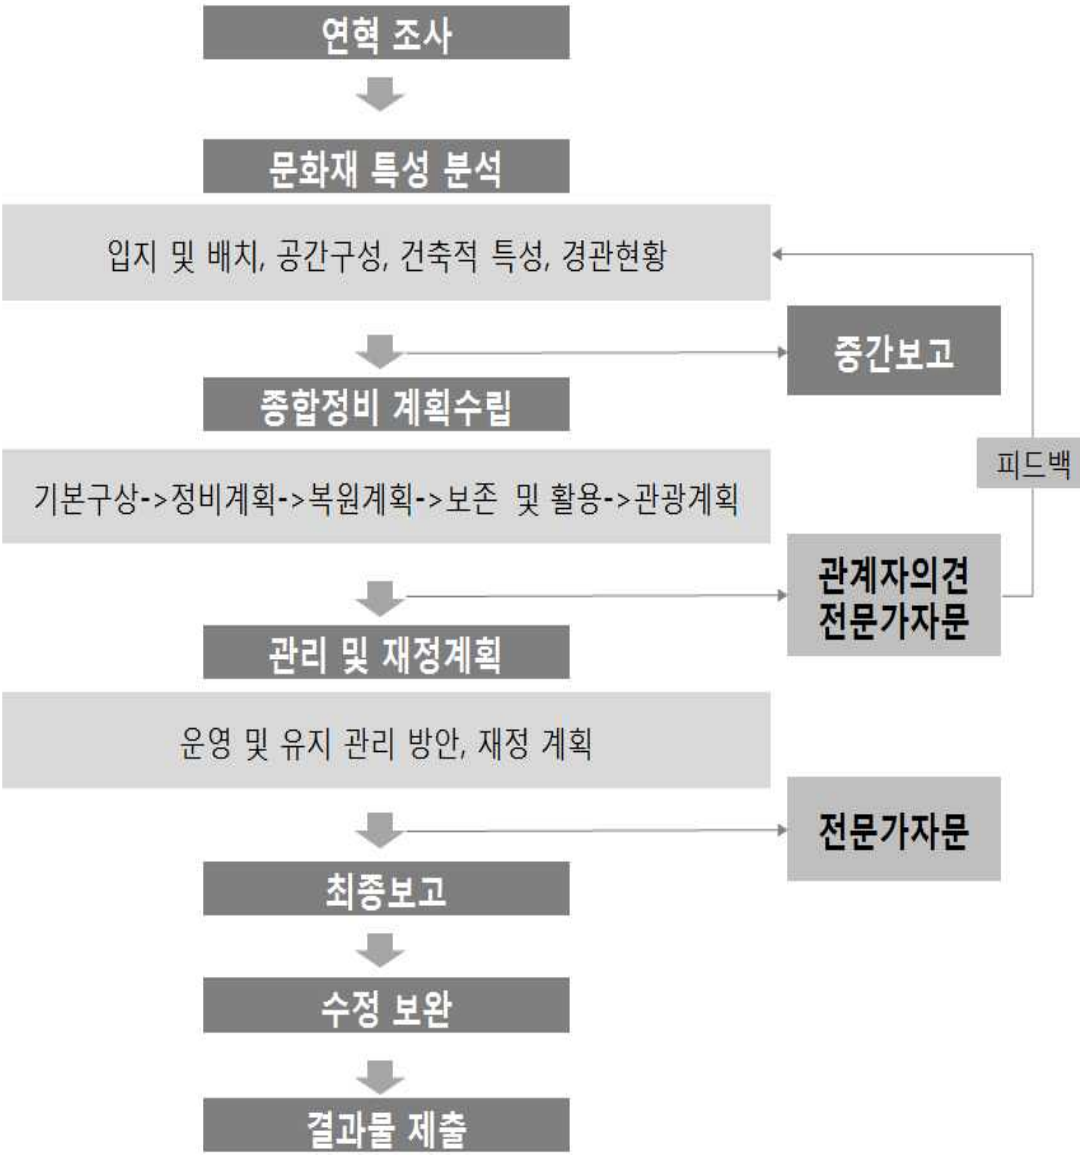 연혁 조사
문화재 특성 분석
입지 및 배치, 공간구성, 건축적 특성, 경관현황
중간보고
종합정비 계획수립
피드백
기본구상->정비계획->복원계획->보존 및 활용->관광계획
관계자의견
전문가자문
관리 및 재정계획
운영 및 유지 관리 방안, 재정 계획
전문가자문
최종보고
수정 보완
결과물 제출